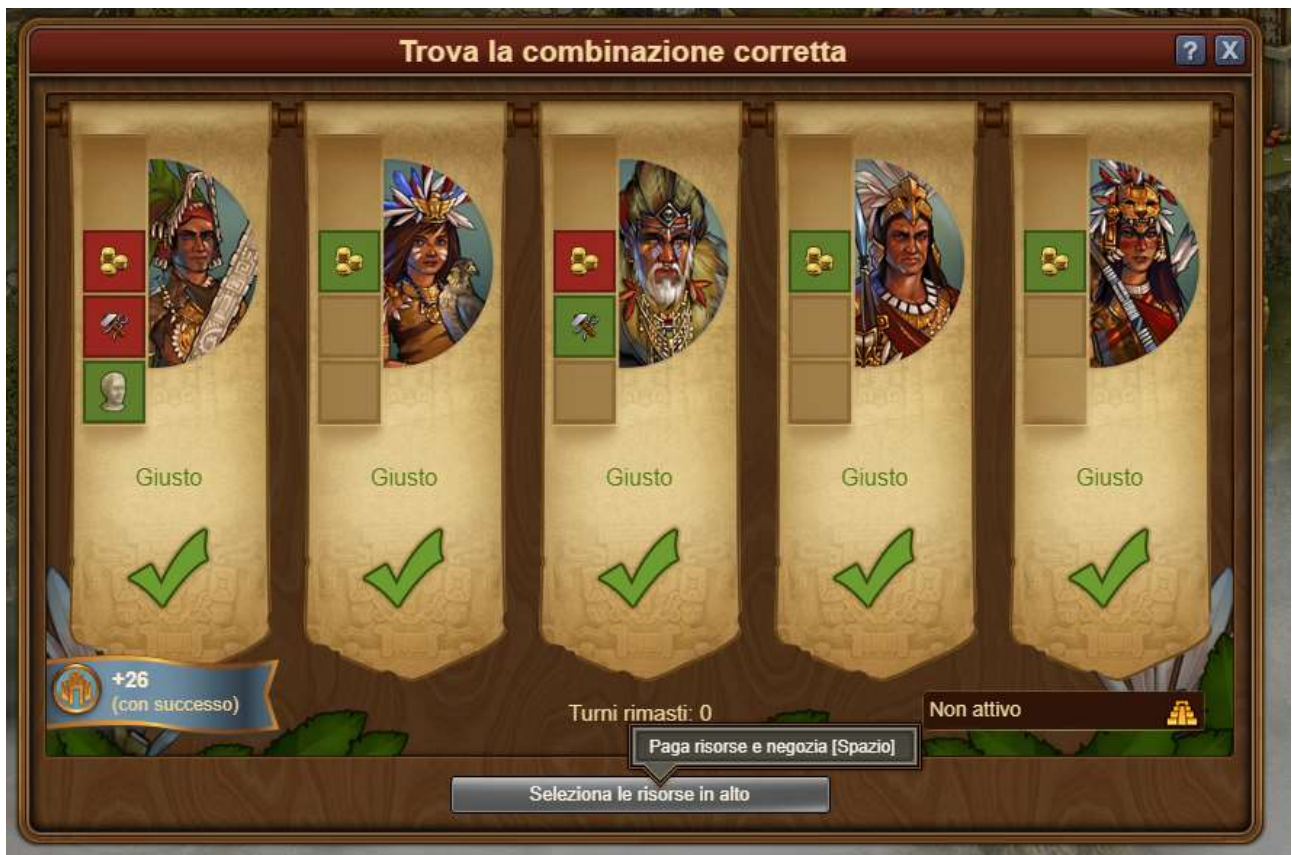 Trova la combinazione corretta
? X
Giusto
Giusto
Giusto
Giusto
Giusto
+26
(con successo)
Turni rimasti: 0
Non attivo
Paga risorse e negozia [Spazio]
Seleziona le risorse in alto